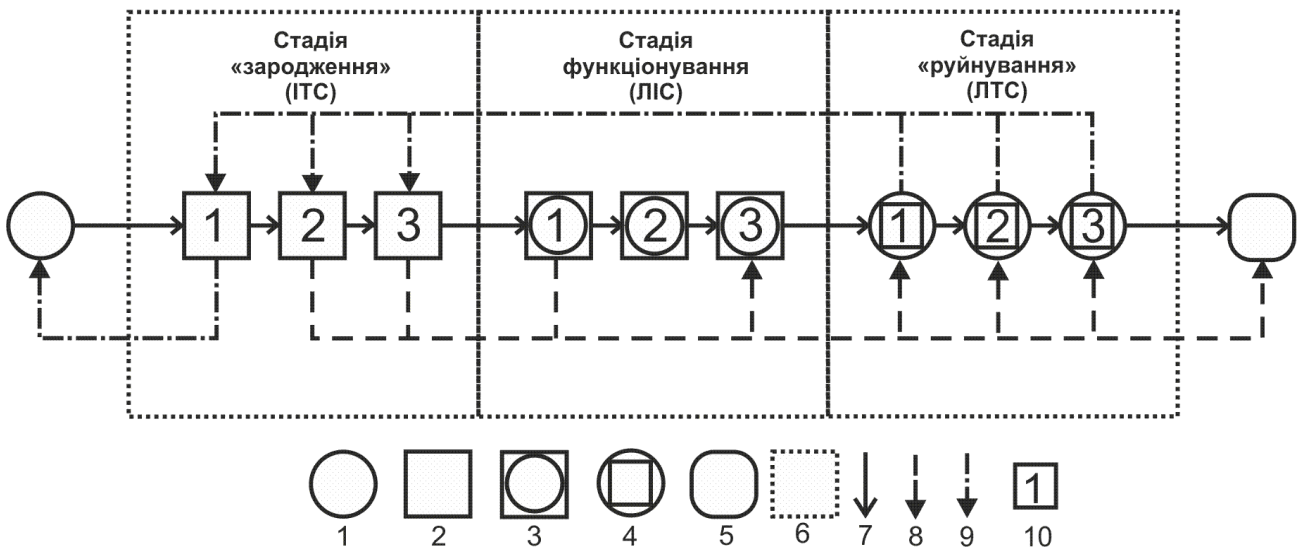 Стадія
«зародження»
(ІТС)
Стадія
функціонування
(ЛІС)
Стадія
«руйнування»
(ЛТС)
1 2 3 1 2 3 1 2 3
1
1 2 3 4 5 6 7 8 9 10